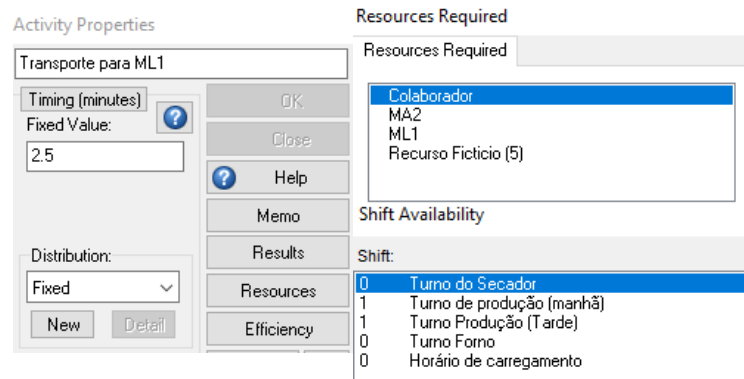 Activity Properties
Transporte para ML1
Timing (minutes)
Fixed Value:
2.5
Distribution:
Fixed
New
Detail
OK
Close
Help
Memo
Results
Resources
Efficiency
Resources Required
Resources Required
Colaborador
MA2
ML1
Recurso Ficticio (5)
Shift Availability
Shift:
0 Turno do Secador
1 Turno de produção (manhã)
1 Turno Produção (Tarde)
0 Turno Forno
0 Horário de carregamento